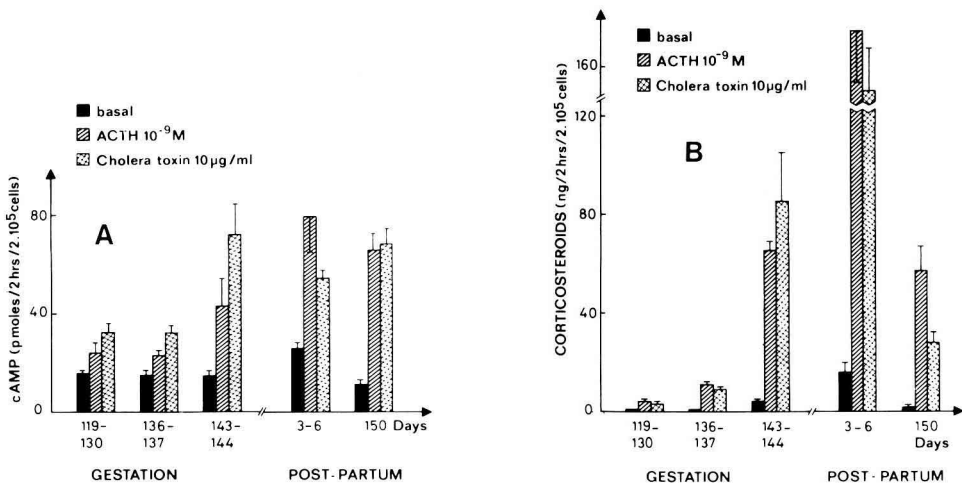 basal
ACTH 10⁻⁹M
Cholera toxin 10μg/ml
A
cAMP (pmoles/2hrs/2.10⁵cells)
80
40
0
119-
130
136-
137
143-
144
3-6
150 Days
GESTATION
POST-PARTUM
basal
ACTH 10⁻⁹M
Cholera toxin 10μg/ml
B
CORTICOSTEROIDS (ng/2hrs/2.10⁵cells)
160
120
80
40
0
119-
130
136-
137
143-
144
3-6
150
Days
GESTATION
POST-PARTUM